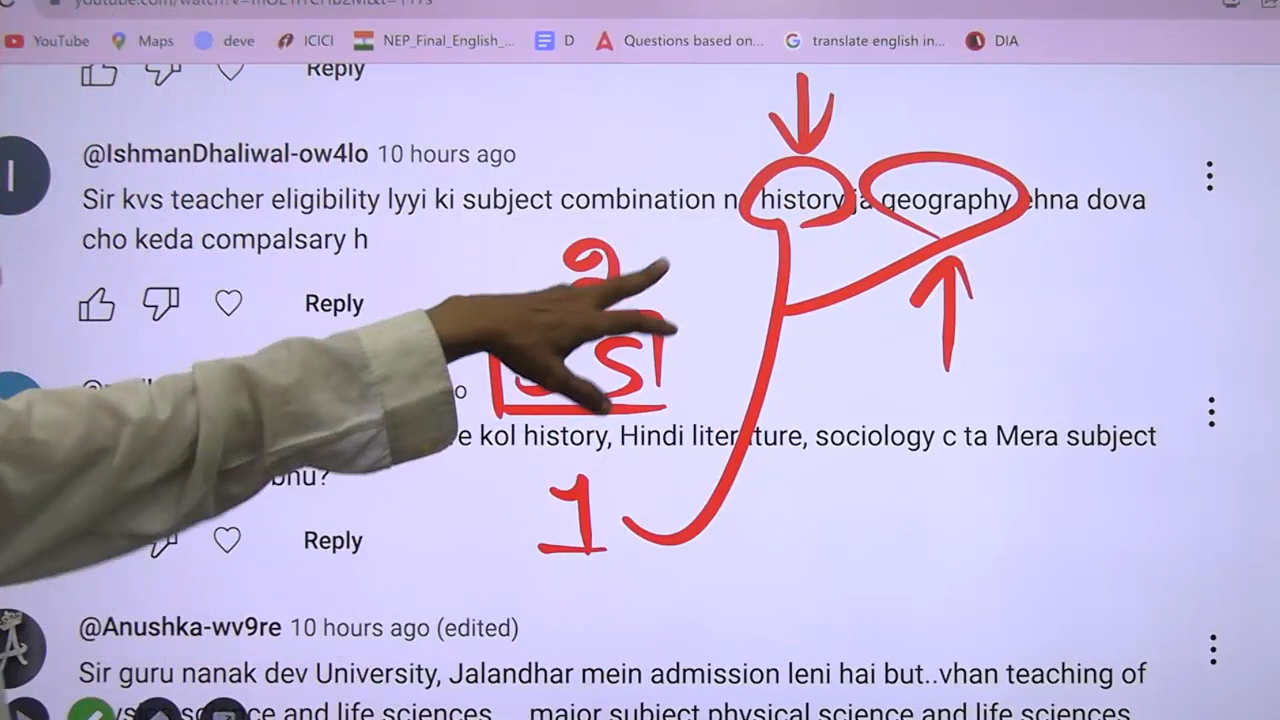 YouTube Maps deve ICICI NEP_Final_English_... D Questions based on... translate english in... DIA
Reply
@IshmanDhaliwal-ow4lo 10 hours ago
Sir kvs teacher eligibility lyyi ki subject combination history ja geography ehna dova
cho keda compalsary h
2
Reply
kol history, Hindi literature, sociology c ta Mera subject
1
Reply
@Anushka-wv9re 10 hours ago (edited)
Sir guru nanak dev University, Jalandhar mein admission leni hai but..vhan teaching of
and life sciences major subject physical science and life sciences